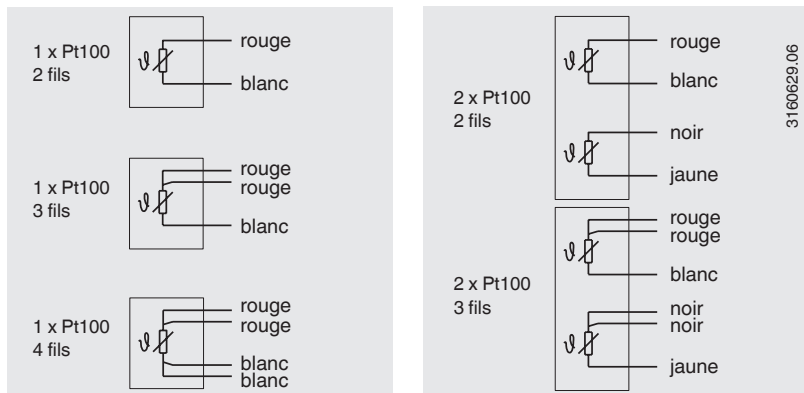 1 x Pt100
2 fils
rouge
blanc
1 x Pt100
3 fils
rouge
rouge
blanc
1 x Pt100
4 fils
rouge
rouge
blanc
blanc
2 x Pt100
2 fils
rouge
blanc
noir
jaune
2 x Pt100
3 fils
rouge
rouge
blanc
noir
noir
jaune
3160629.06
ϑ
ϑ
ϑ
ϑ
ϑ
ϑ
ϑ